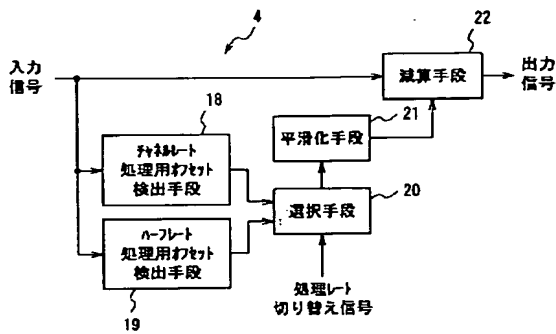 4
22
入力
信号
減算手段
出力
信号
18
21
チャネルレート
処理用オフセット
検出手段
平滑化手段
20
選択手段
ハーフレート
処理用オフセット
検出手段
19
処理レート
切り替え信号